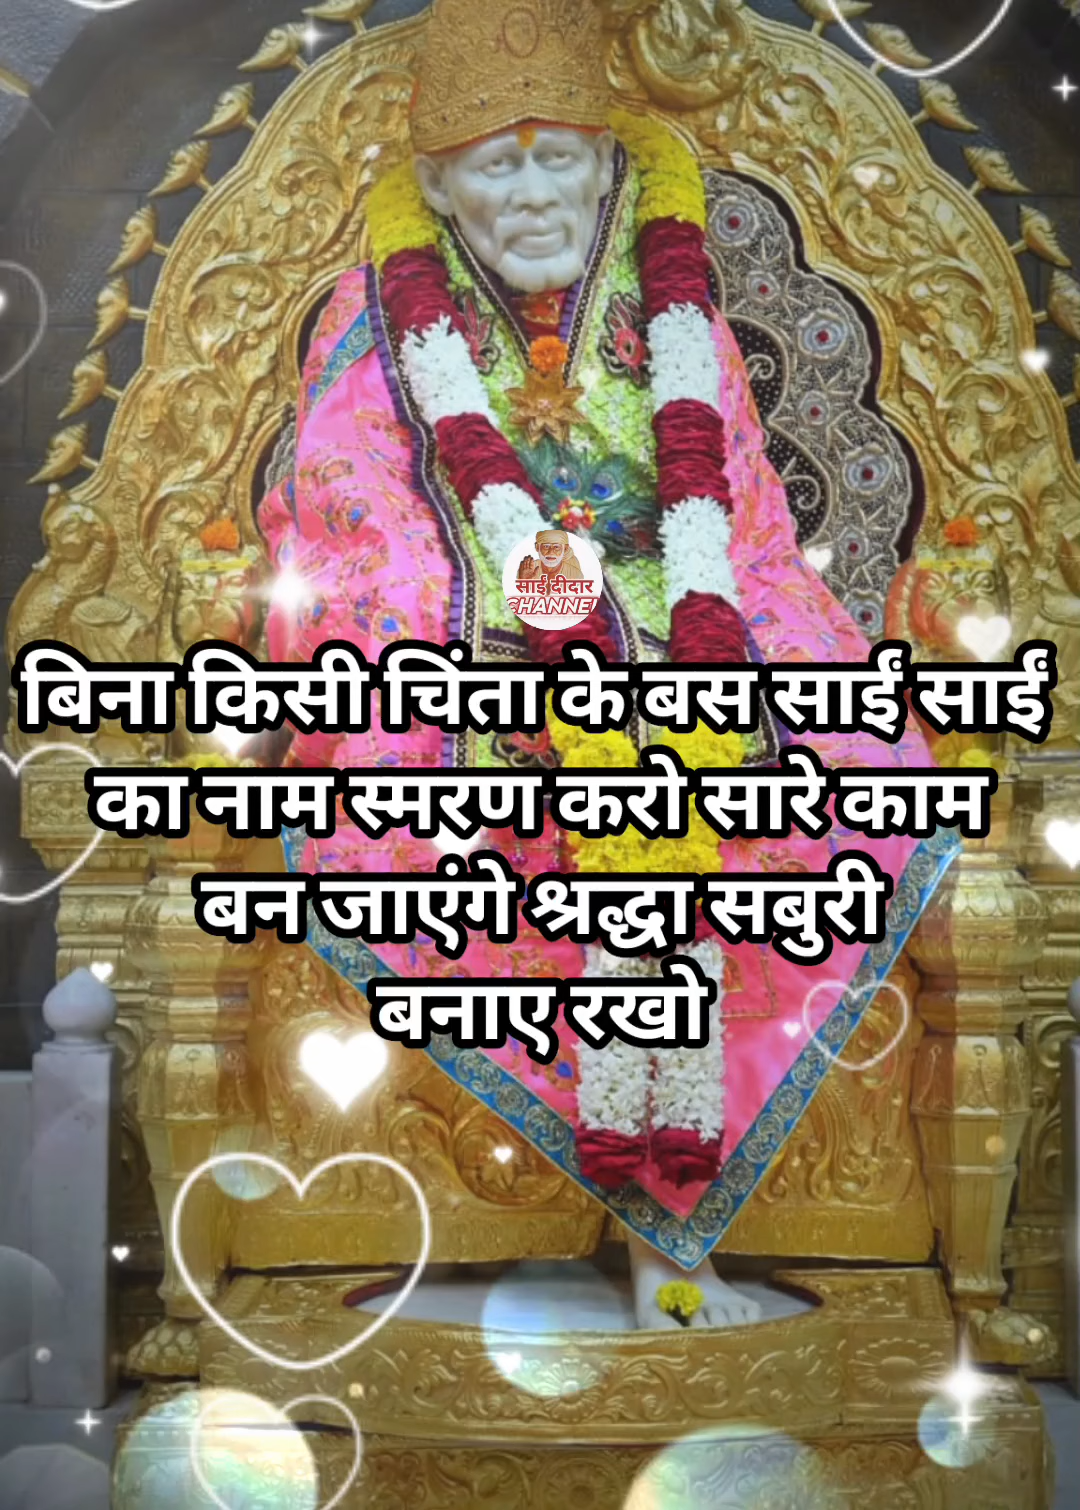 साईं दीदार
CHANNEL
बिना किसी चिंता के बस साईं साईं
का नाम स्मरण करो सारे काम
बन जाएंगे श्रद्धा सबुरी
बनाए रखो